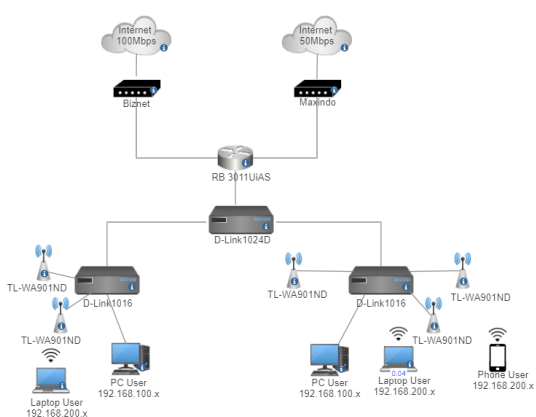 Internet
100Mbps
Internet
50Mbps
Biznet
Maxindo
RB 3011UiAS
D-Link1024D
TL-WA901ND
D-Link1016
TL-WA901ND
TL-WA901ND
D-Link1016
TL-WA901ND
TL-WA901ND
Laptop User
192.168.200.x
PC User
192.168.100.x
PC User
192.168.100.x
0.04
Laptop User
192.168.200.x
Phone User
192.168.200.x